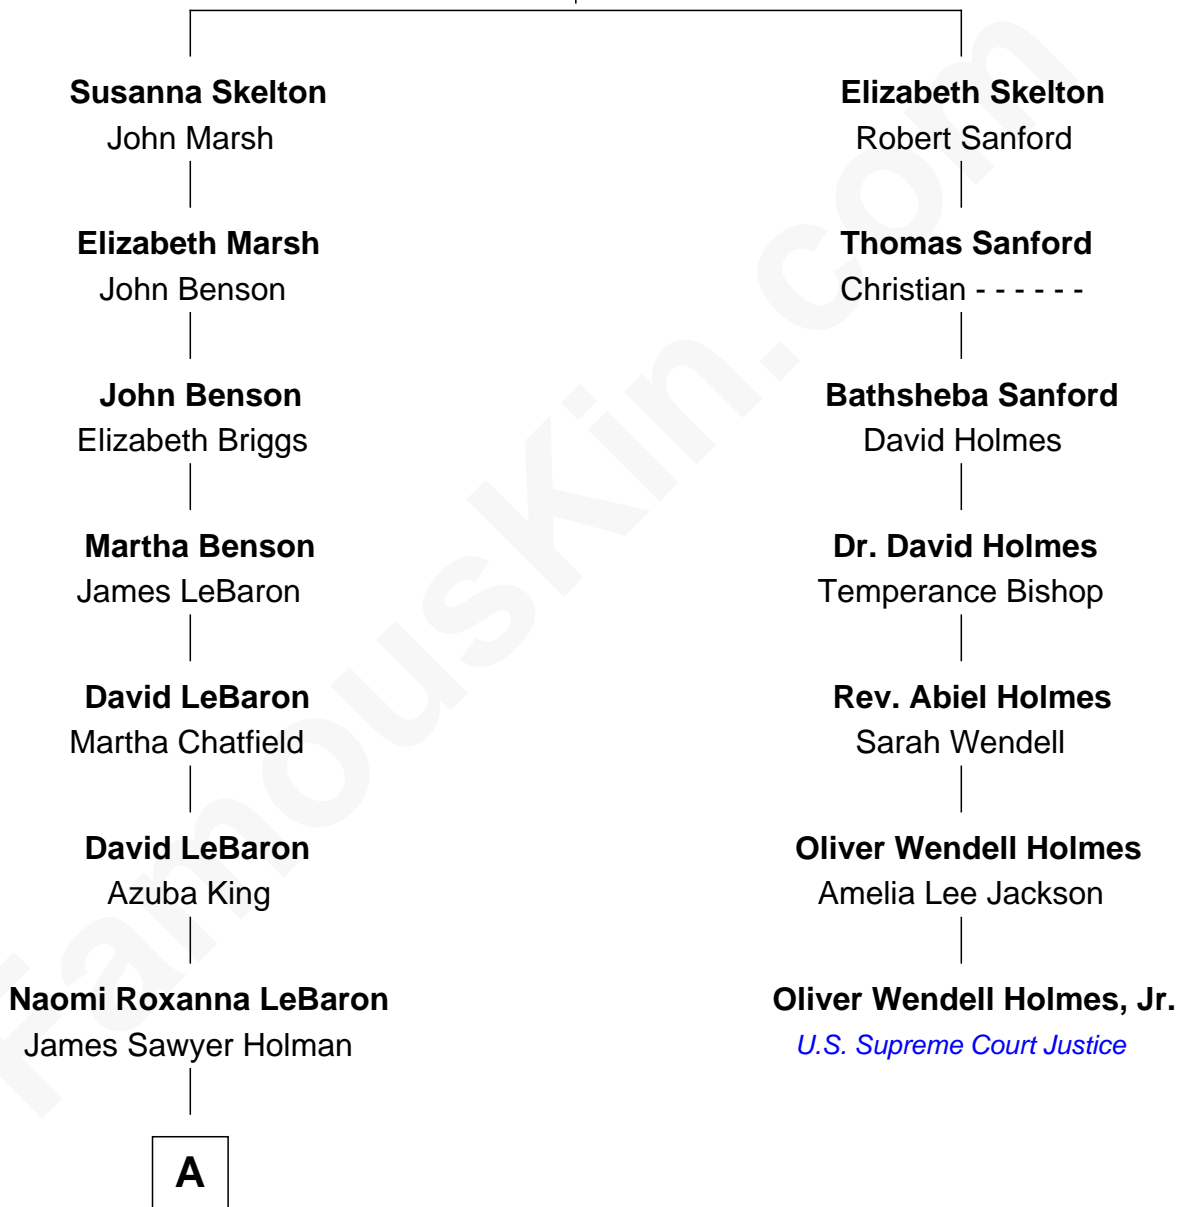 Susanna Skelton
John Marsh
Elizabeth Marsh
John Benson
John Benson
Elizabeth Briggs
Martha Benson
James LeBaron
David LeBaron
Martha Chatfield
David LeBaron
Azuba King
Naomi Roxanna LeBaron
James Sawyer Holman
A
Elizabeth Skelton
Robert Sanford
Thomas Sanford
Christian - - - - - -
Bathsheba Sanford
David Holmes
Dr. David Holmes
Temperance Bishop
Rev. Abiel Holmes
Sarah Wendell
Oliver Wendell Holmes
Amelia Lee Jackson
Oliver Wendell Holmes, Jr.
U.S. Supreme Court Justice
FamousKin.com